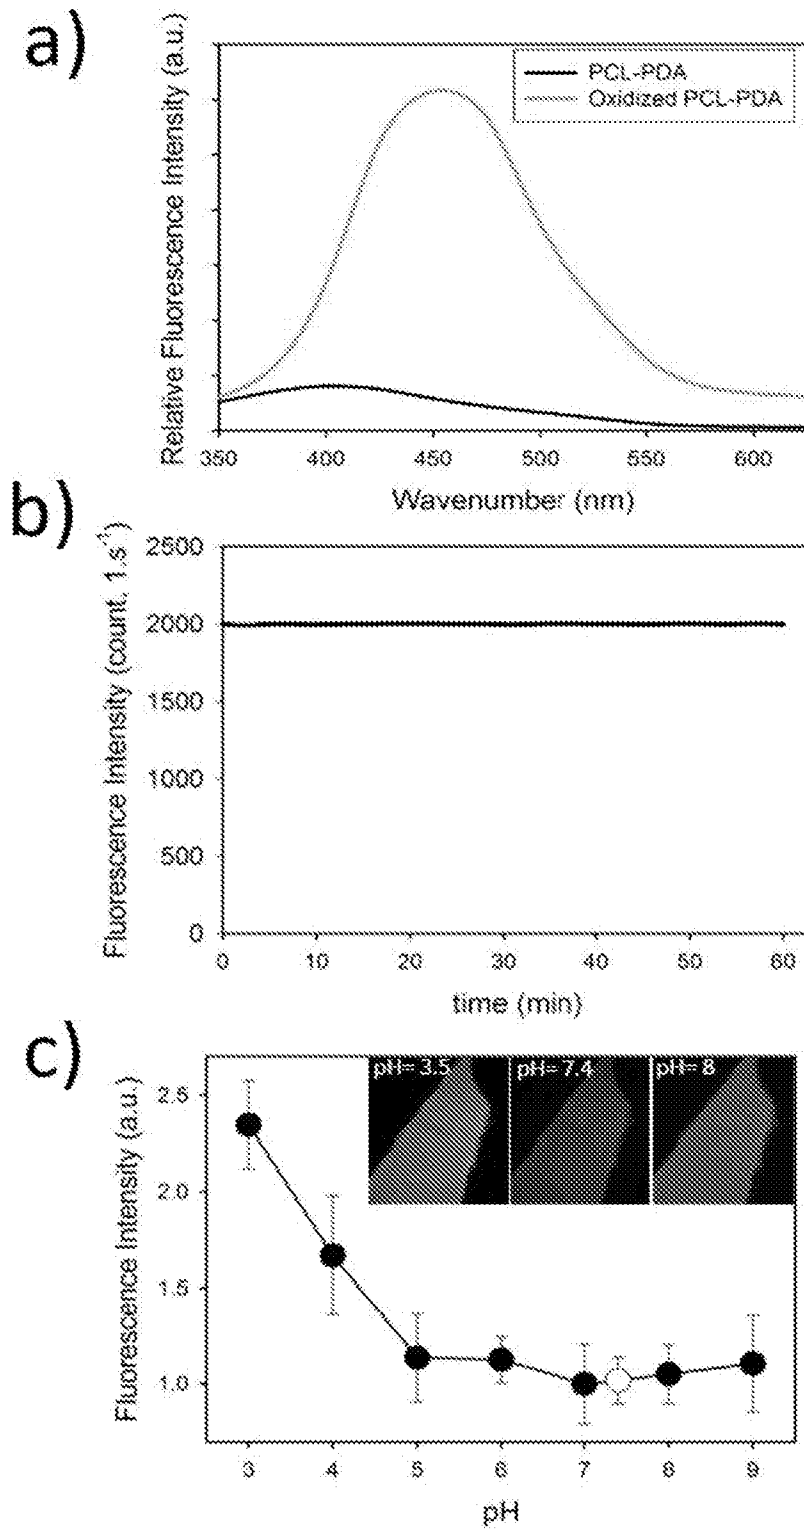 a)
Relative Fluorescence Intensity (a.u.)
PCL-PDA
Oxidized PCL-PDA
350 400 450 500 550 600
Wavenumber (nm)
b)
Fluorescence Intensity (count. 1.s⁻¹)
2500
2000
1500
1000
500
0
0 10 20 30 40 50 60
time (min)
c)
Fluorescence Intensity (a.u.)
pH= 3.5 pH= 7.4 pH= 8
2.5
2.0
1.5
1.0
3 4 5 6 7 8 9
pH